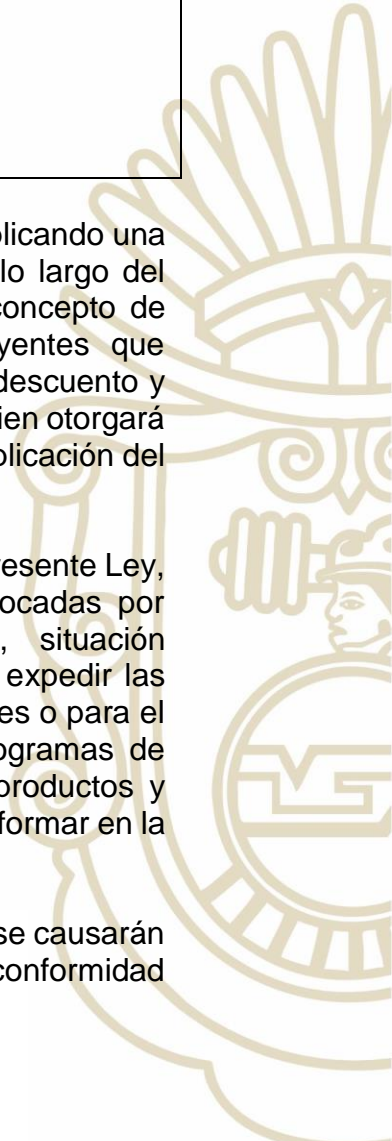 plicando una
lo largo del
concepto de
yentes que
descuento y
ien otorgará
plicación del
resente Ley,
ocadas por
, situación
expedir las
es o para el
ogramas de
productos y
formar en la
se causarán
conformidad